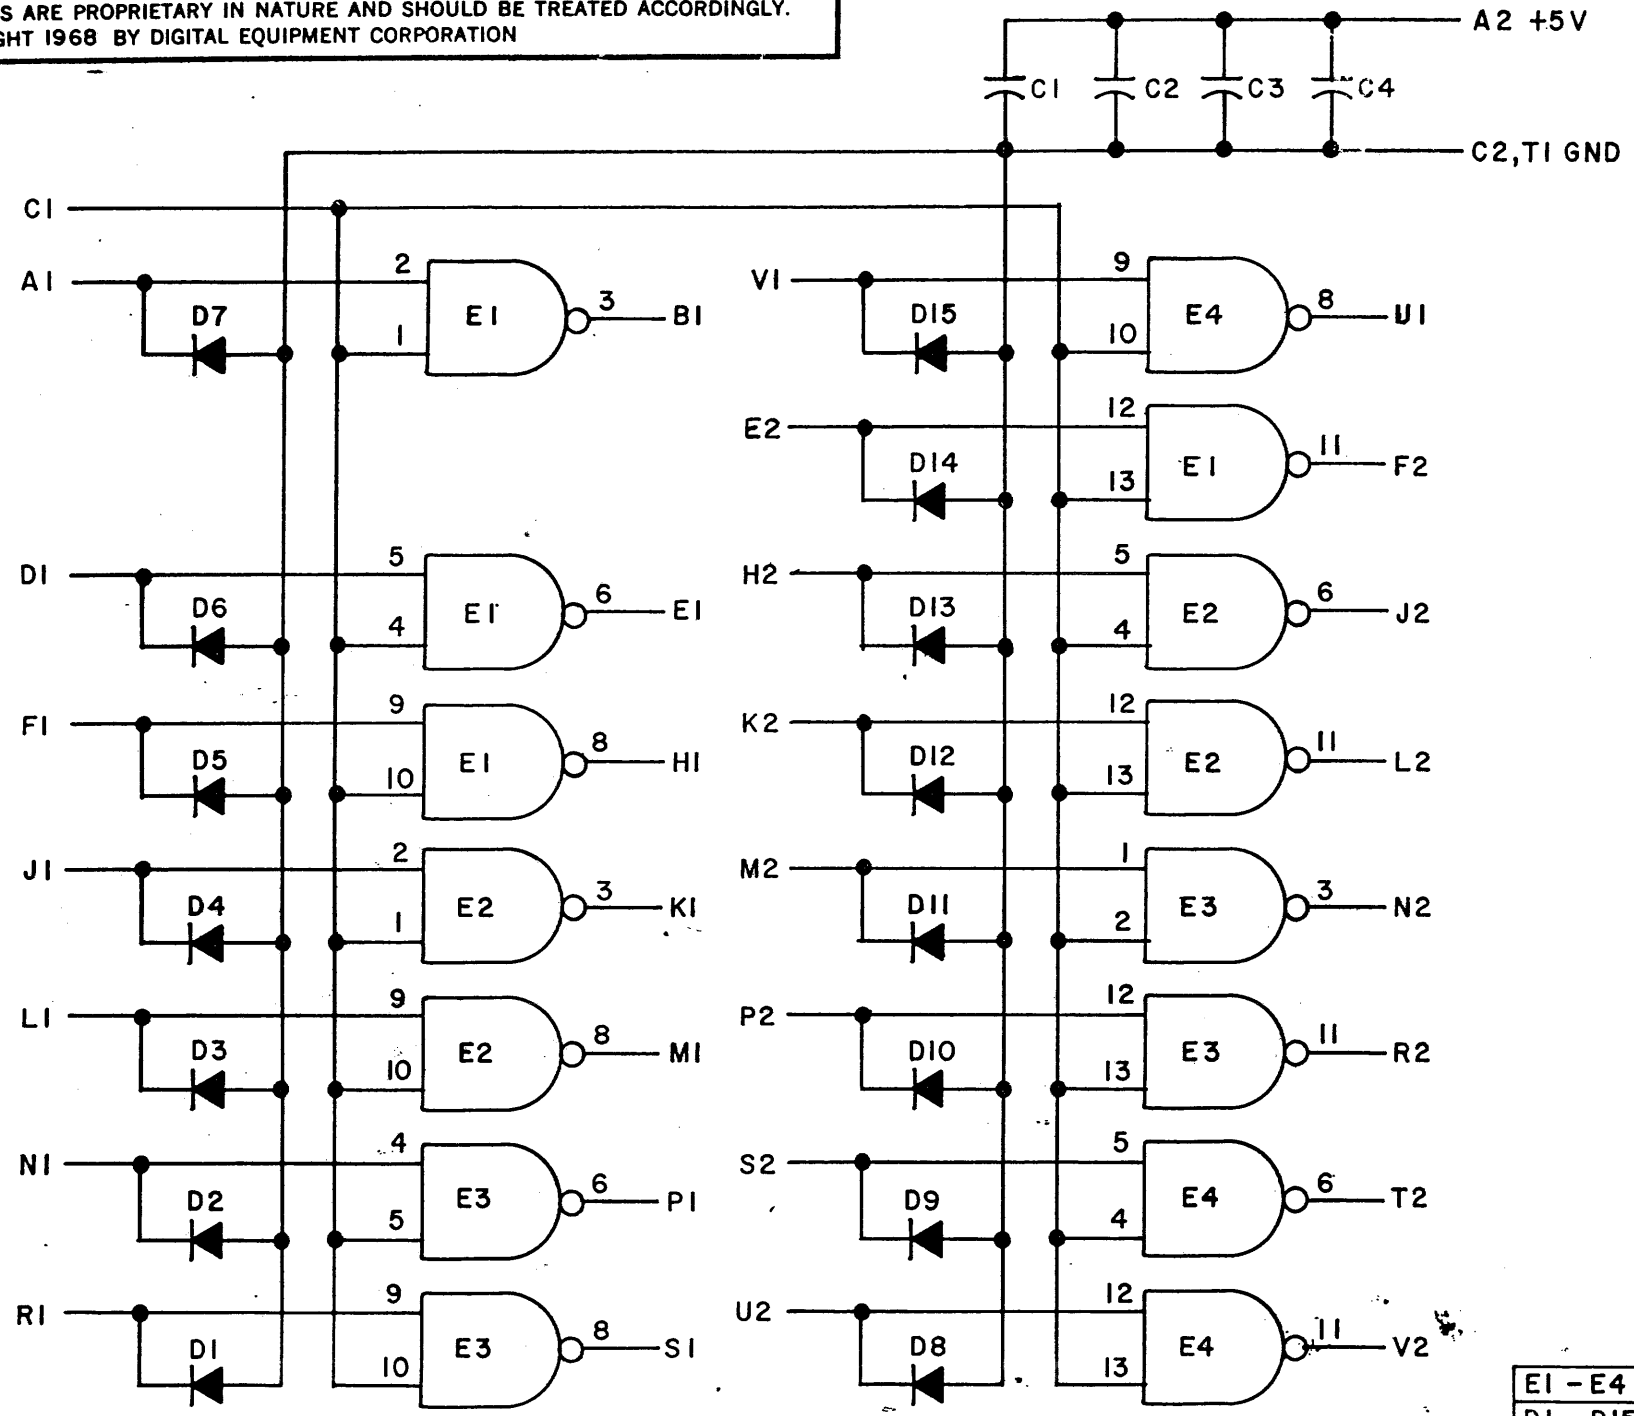 S ARE PROPRIETARY IN NATURE AND SHOULD BE TREATED ACCORDINGLY.
GHT 1968 BY DIGITAL EQUIPMENT CORPORATION
A2 +5V
C1 C2 C3 C4
C2,T1 GND
C1
A1 D7 2 1 E1 3 B1
V1 D15 9 10 E4 8 U1
E2 D14 12 13 E1 11 F2
D1 D6 5 4 E1 6 E1
H2 D13 5 4 E2 6 J2
F1 D5 9 10 E1 8 H1
K2 D12 12 13 E2 11 L2
J1 D4 2 1 E2 3 K1
M2 D11 1 2 E3 3 N2
L1 D3 9 10 E2 8 M1
P2 D10 12 13 E3 11 R2
N1 D2 4 5 E3 6 P1
S2 D9 5 4 E4 6 T2
R1 D1 9 10 E3 8 S1
U2 D8 12 13 E4 11 V2
E1 - E4
D1 - D15